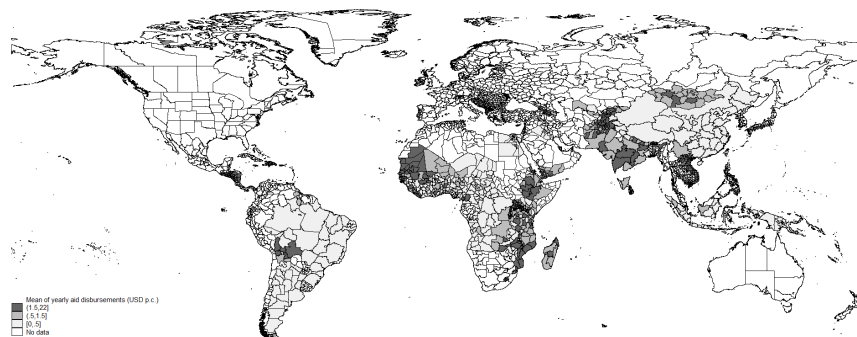 Mean of yearly aid disbursements (USD p.c.)
(1.5,22]
(.5,1.5]
[0,.5]
No data